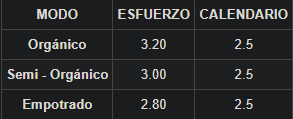 MODO ESFUERZO CALENDARIO
Orgánico 3.20 2.5
Semi - Orgánico 3.00 2.5
Empotrado 2.80 2.5